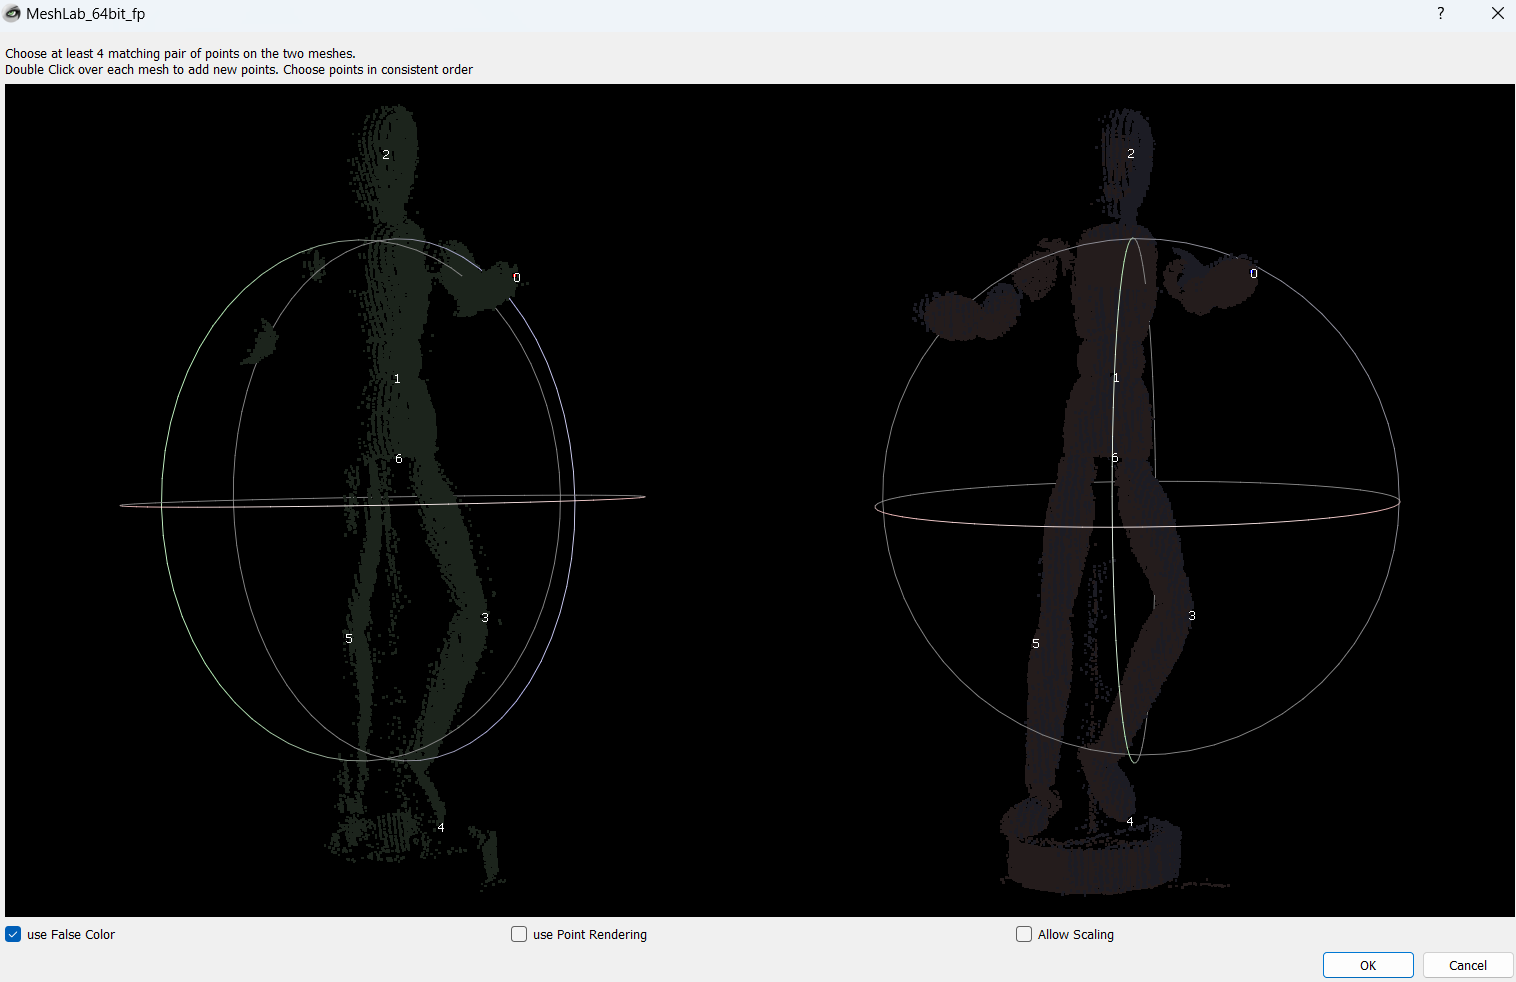 MeshLab_64bit_fp
?
Choose at least 4 matching pair of points on the two meshes.
Double Click over each mesh to add new points. Choose points in consistent order
2
2
0
0
1
1
6
6
3
3
5
5
4
4
use False Color
use Point Rendering
Allow Scaling
OK
Cancel